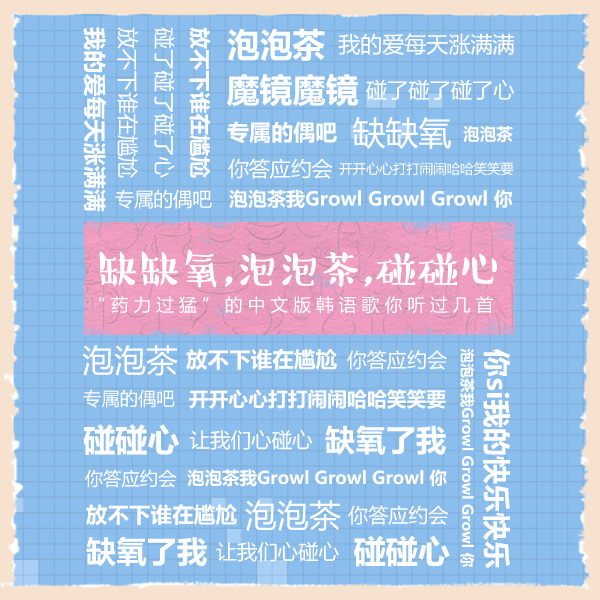 我的爱每天涨满满
放不下谁在尴尬
碰了碰了碰了心
放不下谁在尴尬
泡泡茶 我的爱每天涨满满
魔镜魔镜 碰了碰了碰了心
专属的偶吧 缺缺氧 泡泡茶
你答应约会 开开心心打打闹闹哈哈笑笑要
专属的偶吧 泡泡茶我Growl Growl Growl 你
缺缺氧,泡泡茶,碰碰心
“药力过猛”的中文版韩语歌你听过几首
泡泡茶 放不下谁在尴尬 你答应约会
专属的偶吧 开开心心打打闹闹哈哈笑笑要
碰碰心 让我们心碰心 缺氧了我
你答应约会 泡泡茶我Growl Growl Growl 你
放不下谁在尴尬 泡泡茶 你答应约会
缺氧了我 让我们心碰心 碰碰心
泡泡茶我Growl Growl Growl 你
你si我的快乐快乐